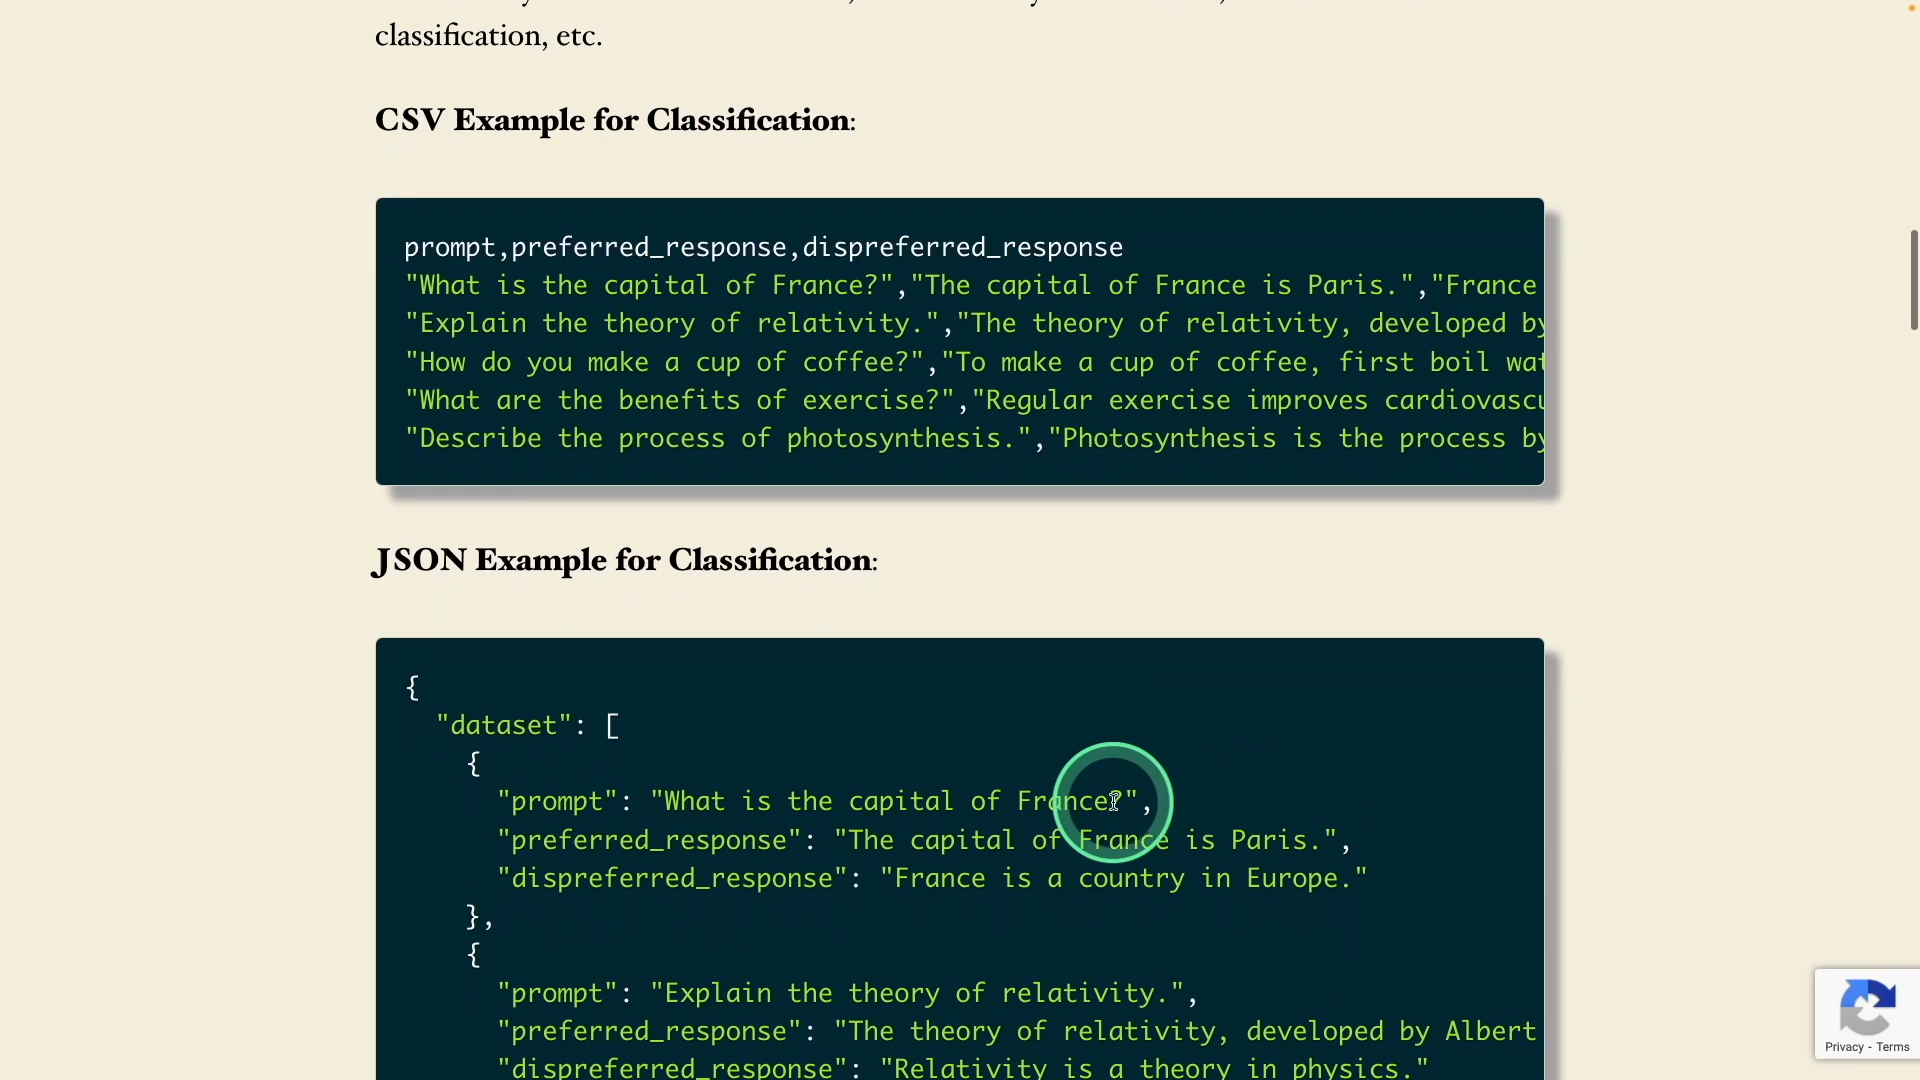 classification, etc.
CSV Example for Classification:
prompt,preferred_response,dispreferred_response
"What is the capital of France?","The capital of France is Paris.","France
"Explain the theory of relativity.","The theory of relativity, developed by
"How do you make a cup of coffee?","To make a cup of coffee, first boil wat
"What are the benefits of exercise?","Regular exercise improves cardiovascu
"Describe the process of photosynthesis.","Photosynthesis is the process by
JSON Example for Classification:
{
"dataset": [
{
"prompt": "What is the capital of France?",
"preferred_response": "The capital of France is Paris.",
"dispreferred_response": "France is a country in Europe."
},
{
"prompt": "Explain the theory of relativity.",
"preferred_response": "The theory of relativity, developed by Albert
"dispreferred_response": "Relativity is a theory in physics."
Privacy - Terms